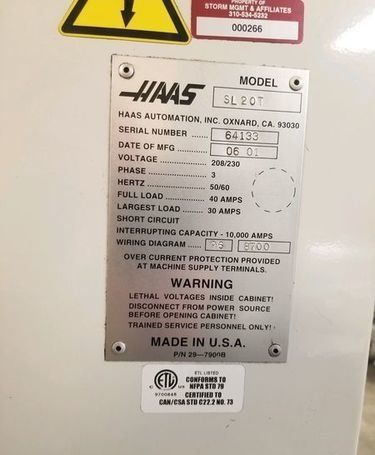 PROPERTY OF
STORM MGMT & AFFILIATES
310-534-5232
000266
HAAS
MODEL
SL20T
HAAS AUTOMATION, INC. OXNARD, CA. 93030
SERIAL NUMBER ........ 64133
DATE OF MFG ............ 06 01
VOLTAGE .................... 208/230
PHASE ......................... 3
HERTZ ......................... 50/60
FULL LOAD ................. 40 AMPS
LARGEST LOAD .......... 30 AMPS
SHORT CIRCUIT
INTERRUPTING CAPACITY - 10,000 AMPS
WIRING DIAGRAM ...... 96 8700
OVER CURRENT PROTECTION PROVIDED
AT MACHINE SUPPLY TERMINALS.
WARNING
LETHAL VOLTAGES INSIDE CABINET!
DISCONNECT FROM POWER SOURCE
BEFORE OPENING CABINET!
TRAINED SERVICE PERSONNEL ONLY!
MADE IN U.S.A.
P/N 29—7900B
ETL LISTED
CONFORMS TO
NFPA STD 79
C ETL US
9700845
CERTIFIED TO
CAN/CSA STD C22.2 NO. 73